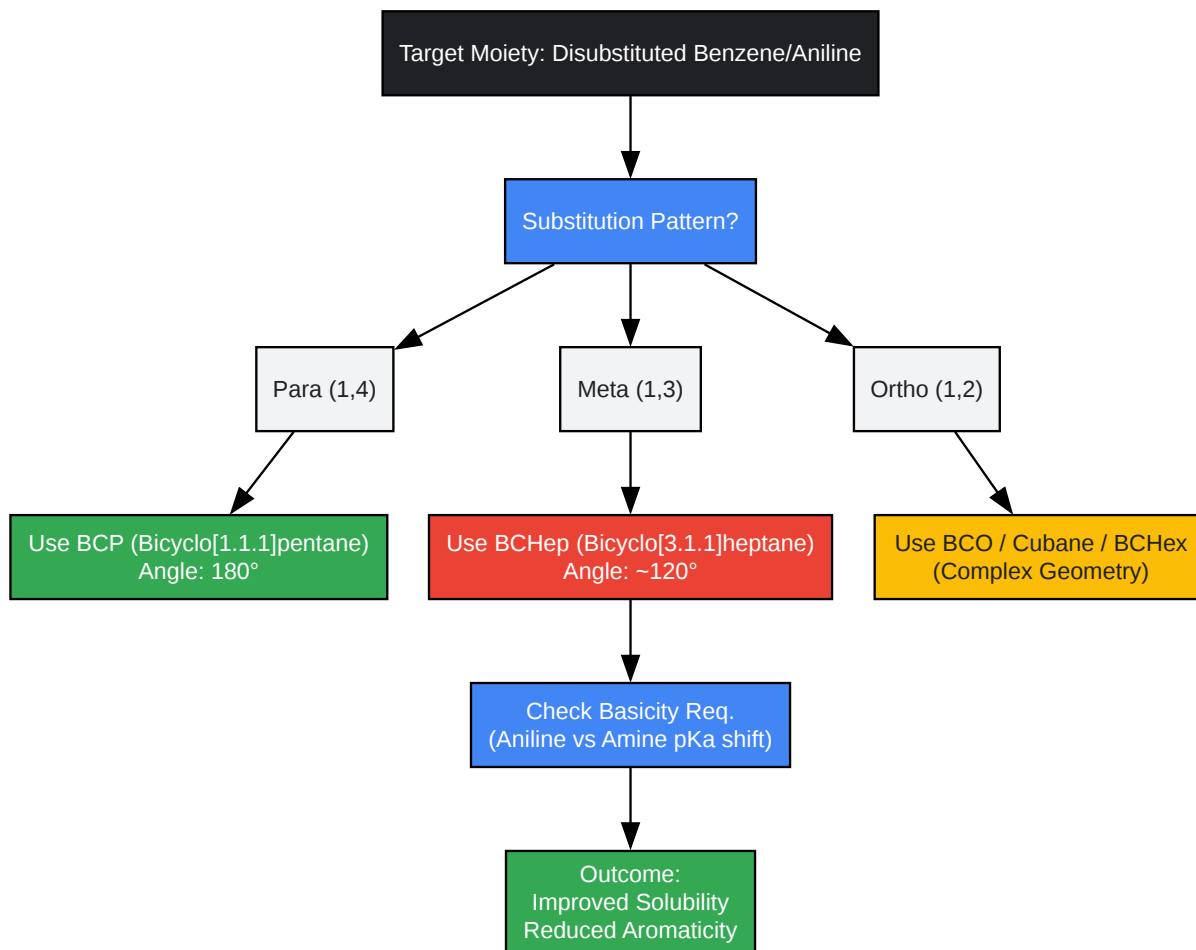 Target Moiety: Disubstituted Benzene/Aniline
Substitution Pattern?
Para (1,4)
Meta (1,3)
Ortho (1,2)
Use BCP (Bicyclo[1.1.1]pentane)
Angle: 180°
Use BCHep (Bicyclo[3.1.1]heptane)
Angle: ~120°
Use BCO / Cubane / BCHex
(Complex Geometry)
Check Basicity Req.
(Aniline vs Amine pKa shift)
Outcome:
Improved Solubility
Reduced Aromaticity